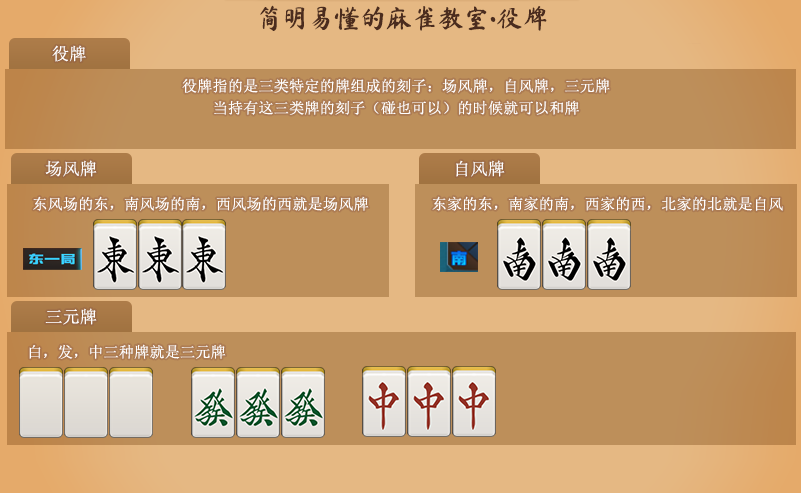 简明易懂的麻雀教室·役牌
役牌
役牌指的是三类特定的牌组成的刻子：场风牌，自风牌，三元牌
当持有这三类牌的刻子（碰也可以）的时候就可以和牌
场风牌
东风场的东，南风场的南，西风场的西就是场风牌
东一局
東 東 東
自风牌
东家的东，南家的南，西家的西，北家的北就是自风
南
南 南 南
三元牌
白，发，中三种牌就是三元牌
發 發 發
中 中 中